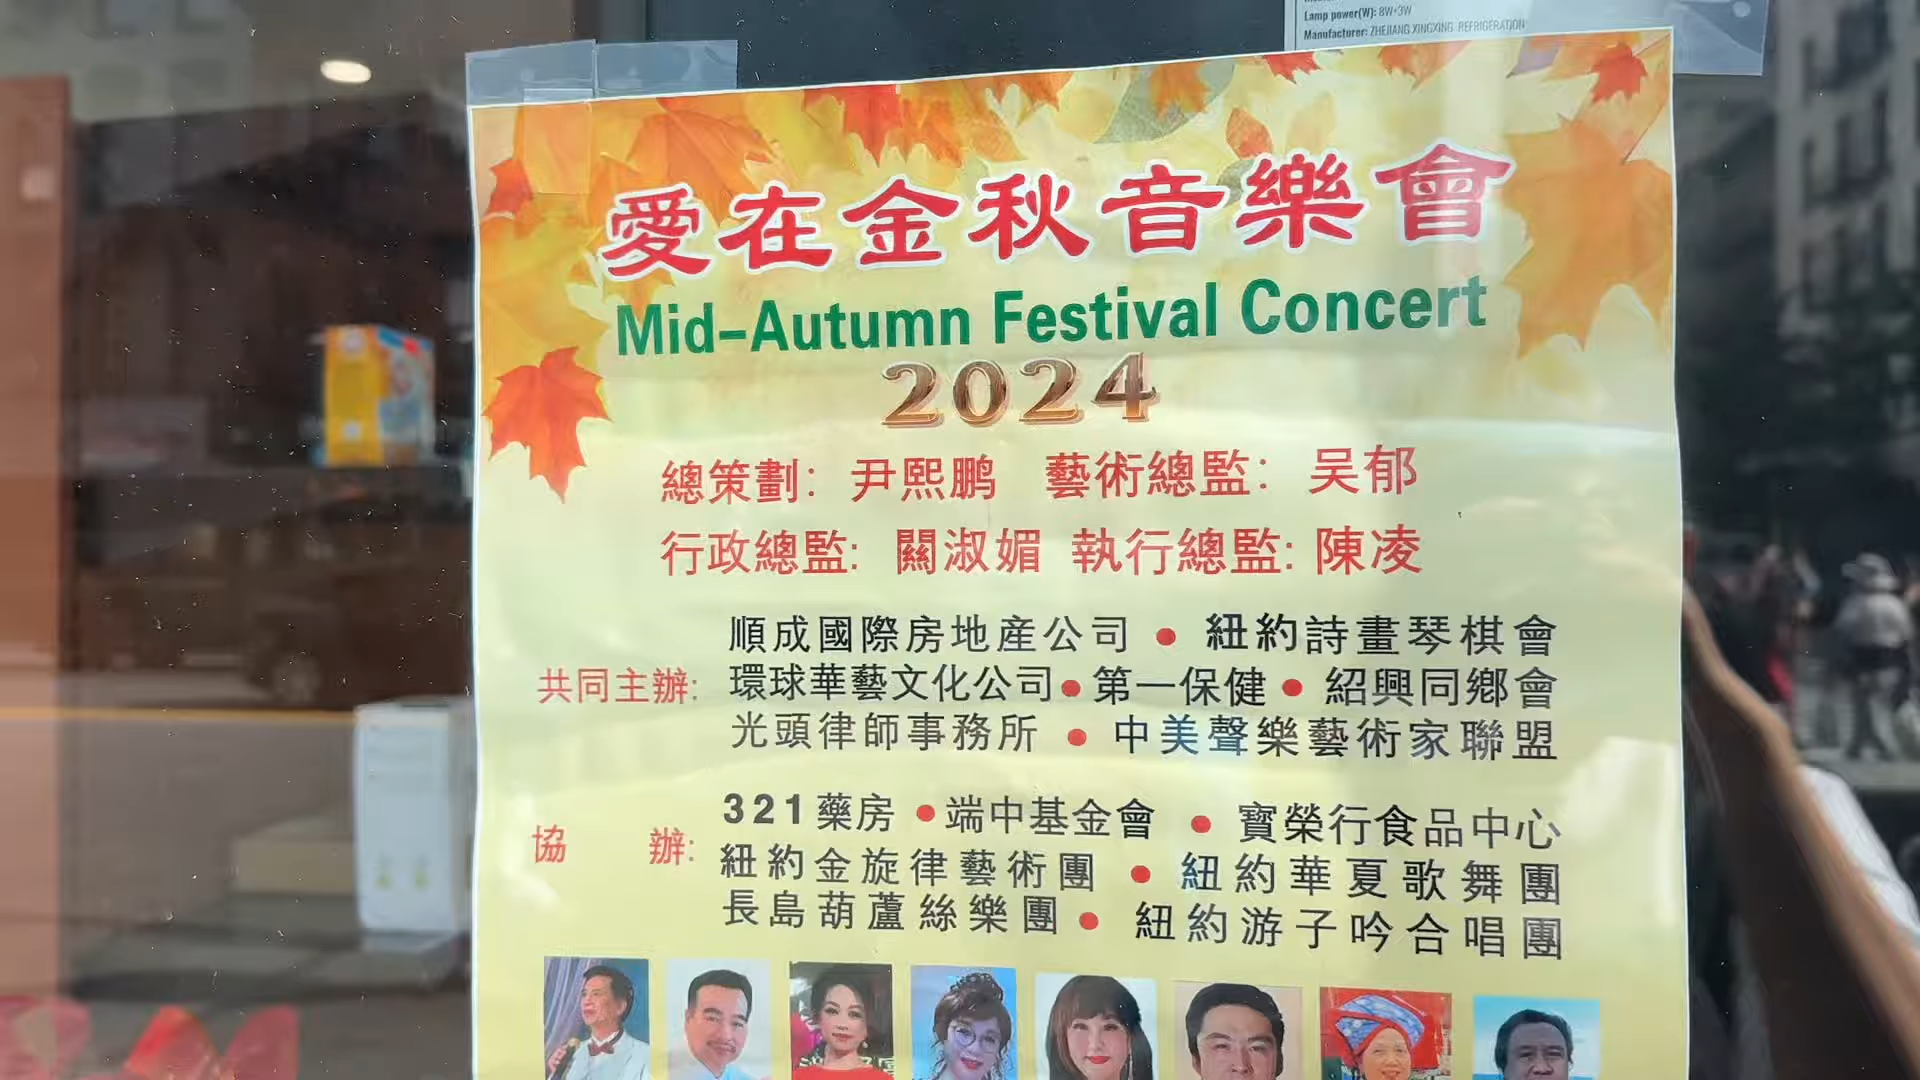 Lamp power(W): 8W+3W
Manufacturer: ZHEJIANG XINGXING REFRIGERATION
愛在金秋音樂會
Mid-Autumn Festival Concert
2024
總策劃: 尹熙鹏 藝術總監: 吴郁
行政總監: 關淑媚 執行總監: 陳凌
共同主辦:
順成國際房地産公司 • 紐約詩畫琴棋會
環球華藝文化公司 • 第一保健 • 紹興同鄉會
光頭律師事務所 • 中美聲樂藝術家聯盟
協 辦:
321藥房 • 端中基金會 • 寶榮行食品中心
紐約金旋律藝術團 • 紐約華夏歌舞團
長島葫蘆絲樂團 • 紐約游子吟合唱團